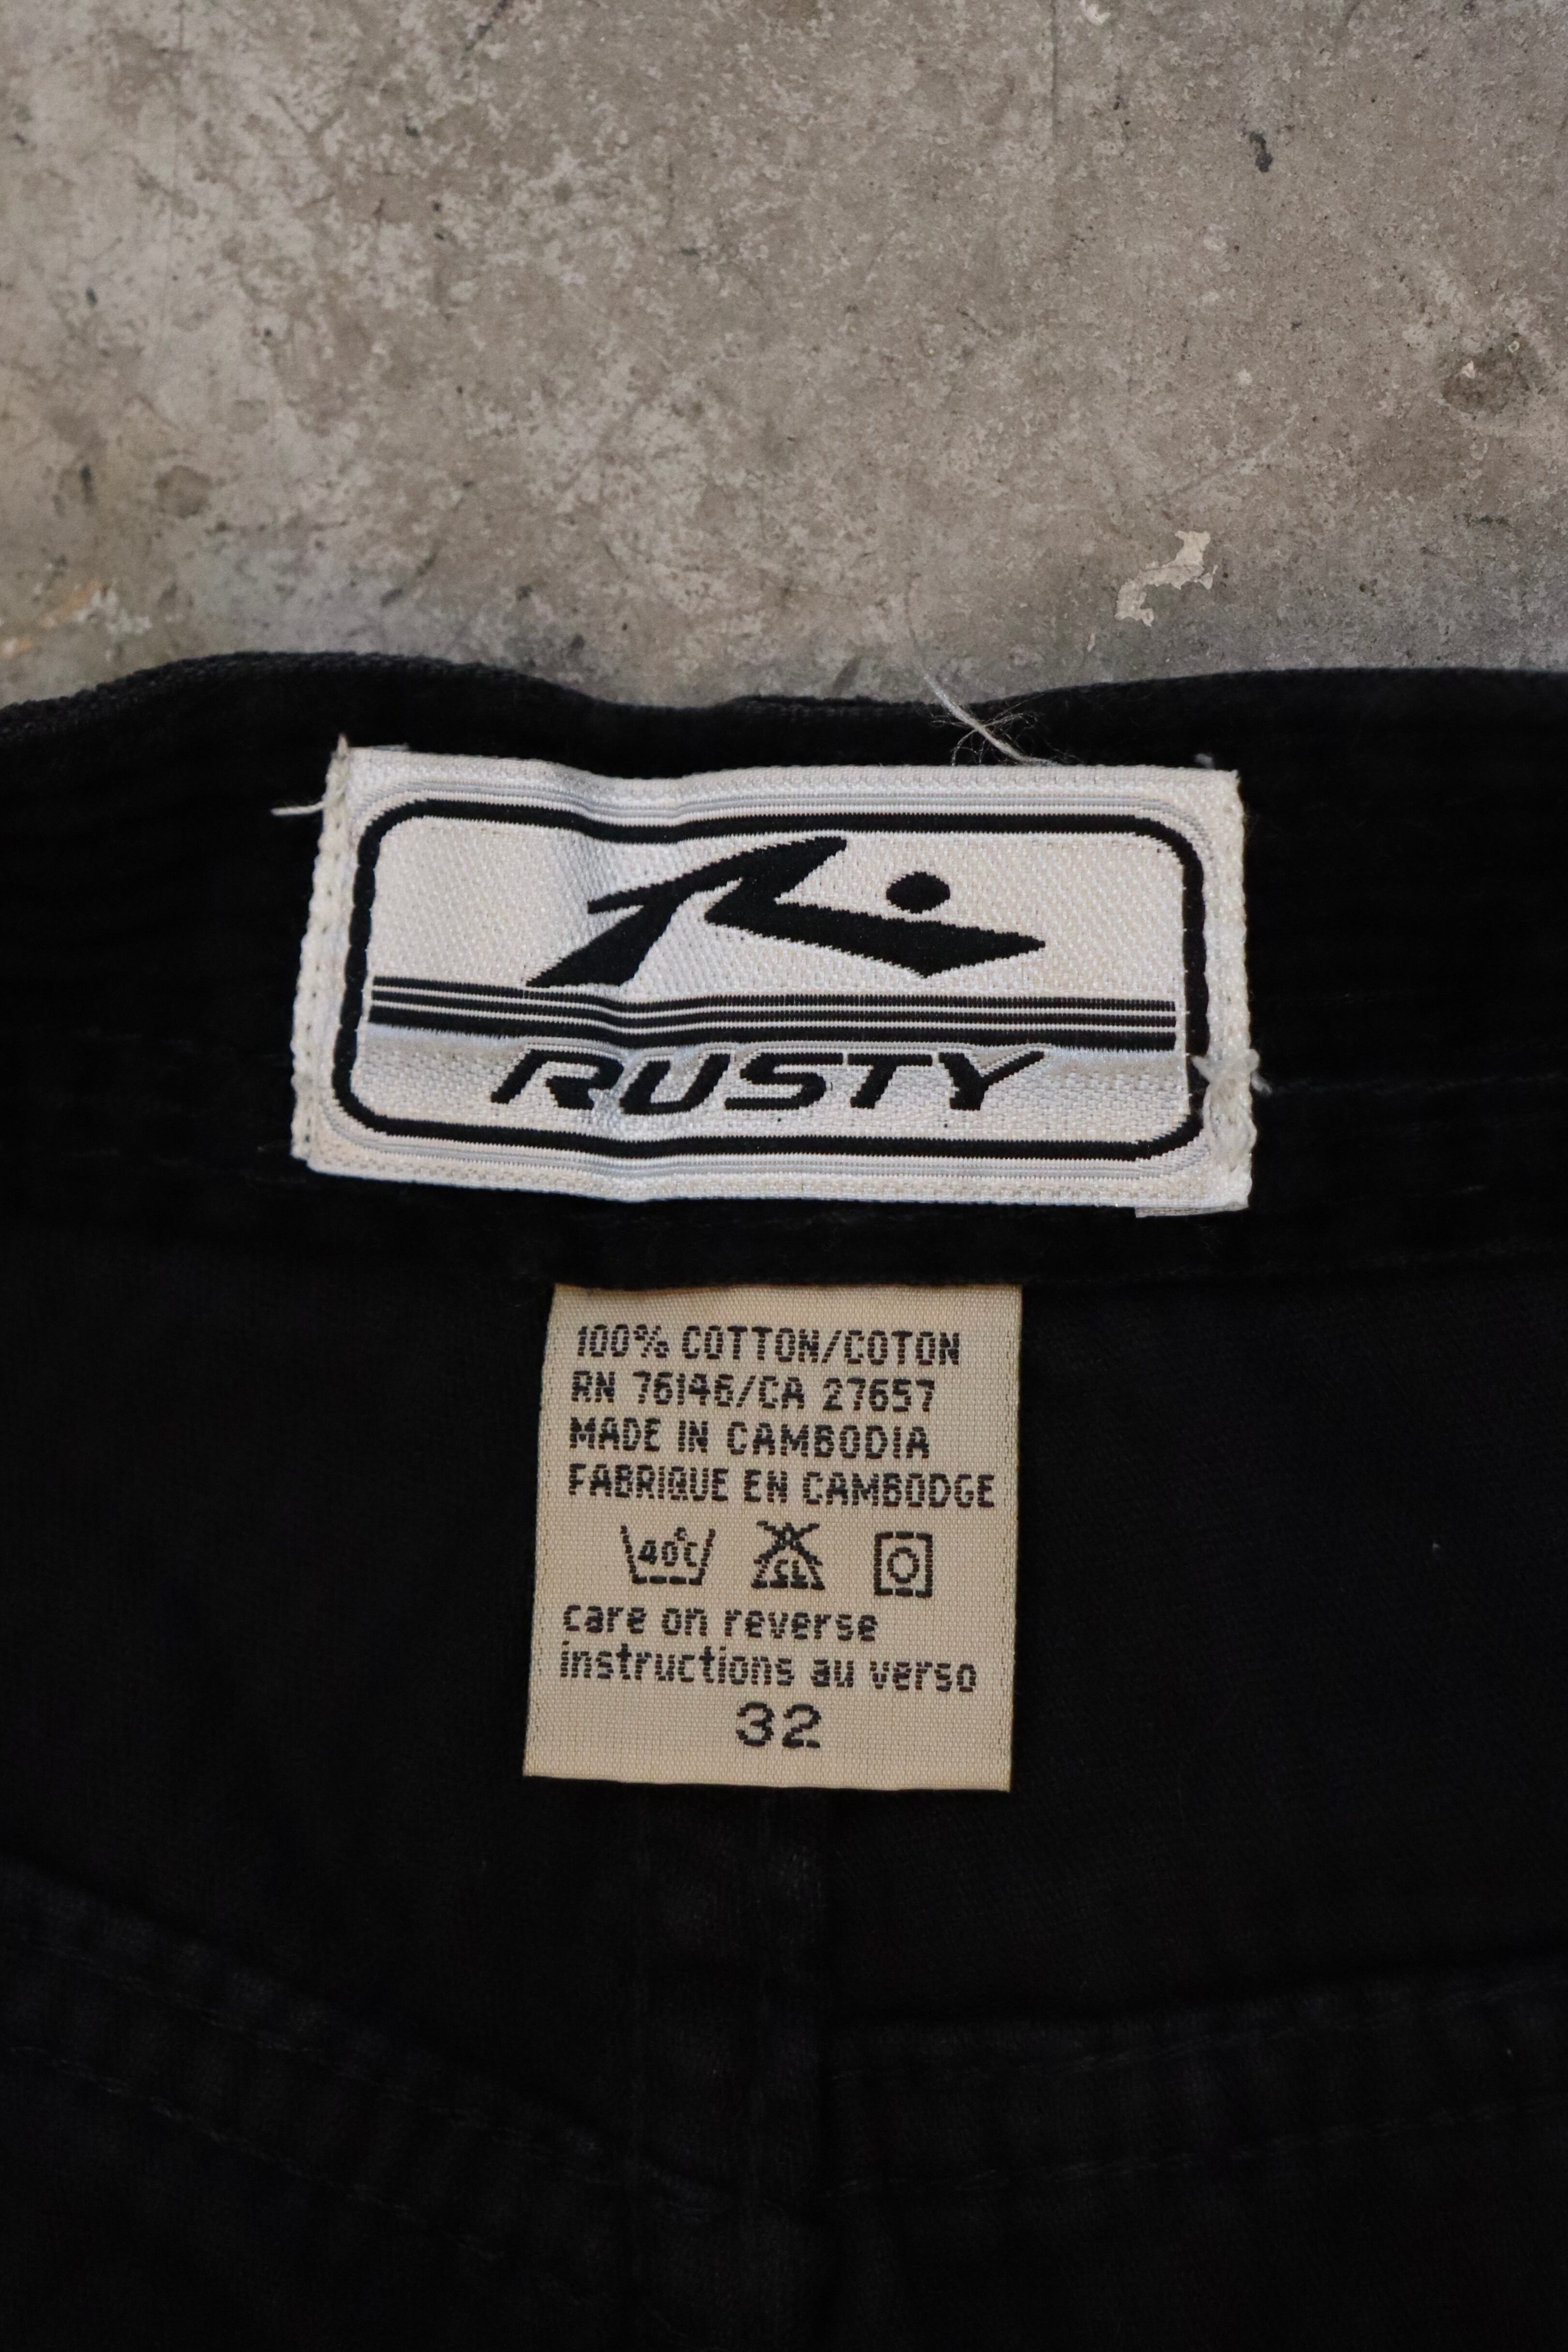 RUSTY
100% COTTON/COTON
RN 76146/CA 27657
MADE IN CAMBODIA
FABRIQUE EN CAMBODGE
40°C CL
care on reverse
instructions au verso
32